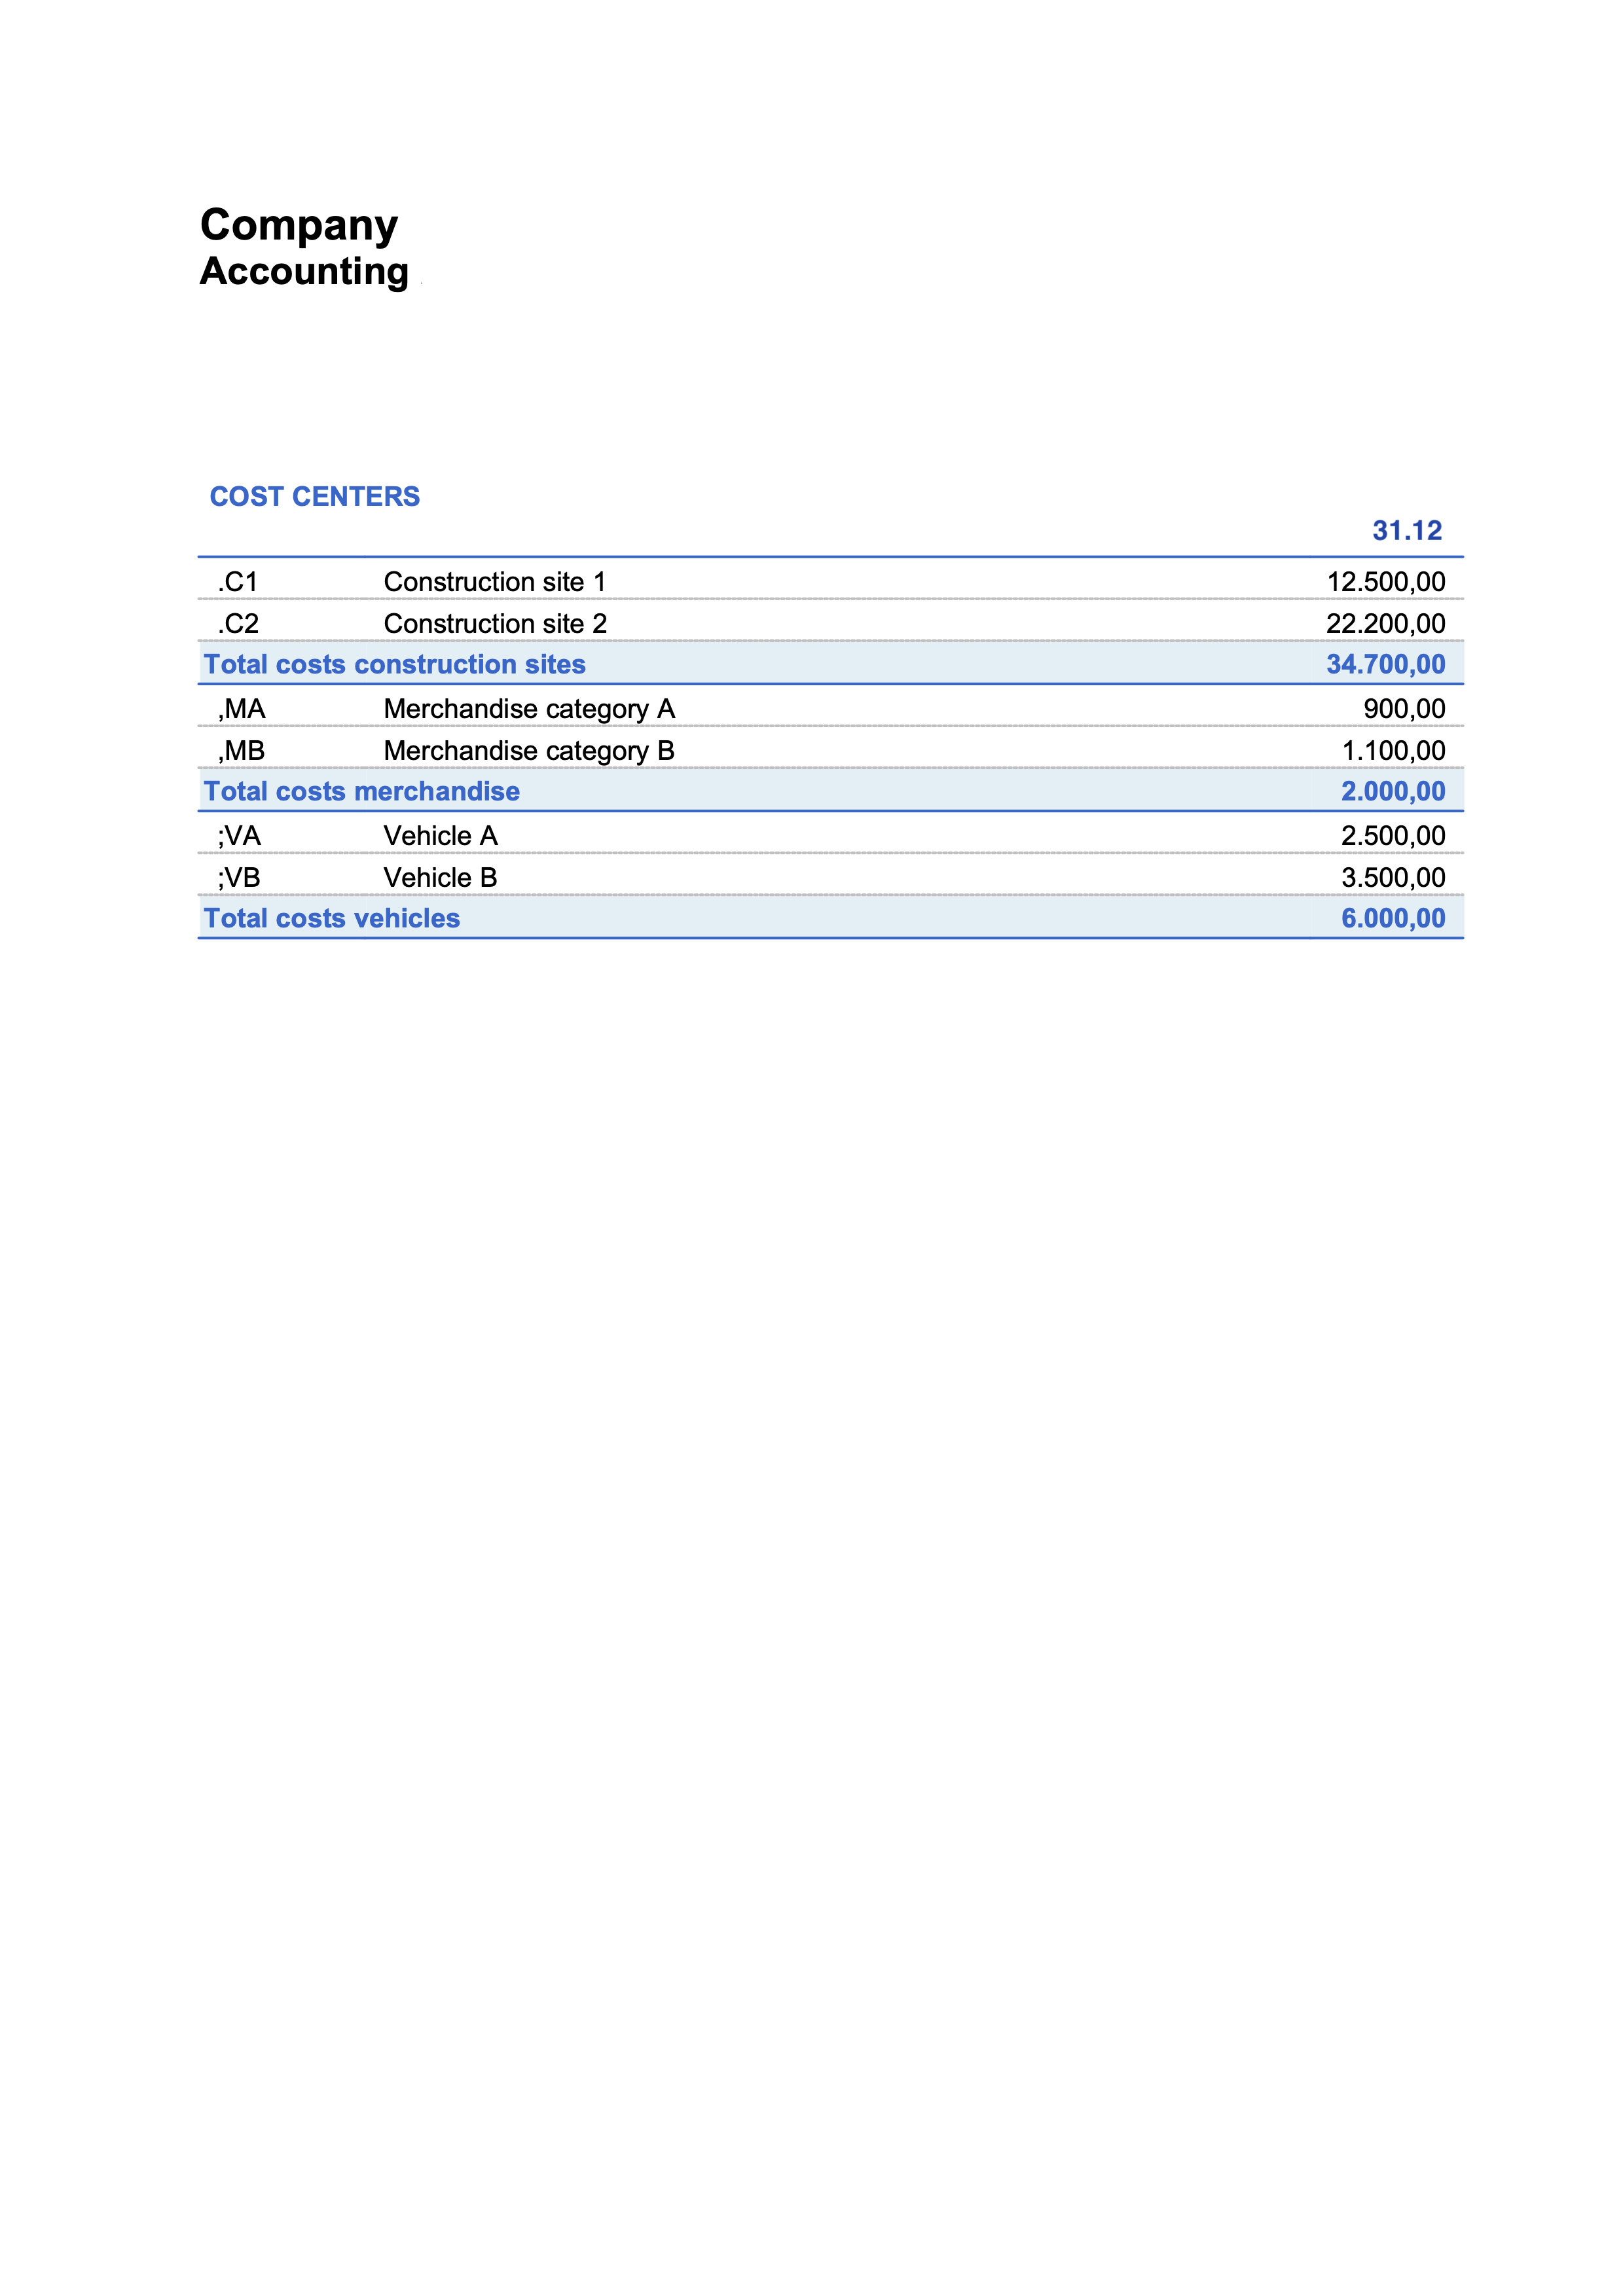 Company
Accounting
COST CENTERS
31.12
.C1 Construction site 1 12.500,00
.C2 Construction site 2 22.200,00
Total costs construction sites 34.700,00
,MA Merchandise category A 900,00
,MB Merchandise category B 1.100,00
Total costs merchandise 2.000,00
;VA Vehicle A 2.500,00
;VB Vehicle B 3.500,00
Total costs vehicles 6.000,00